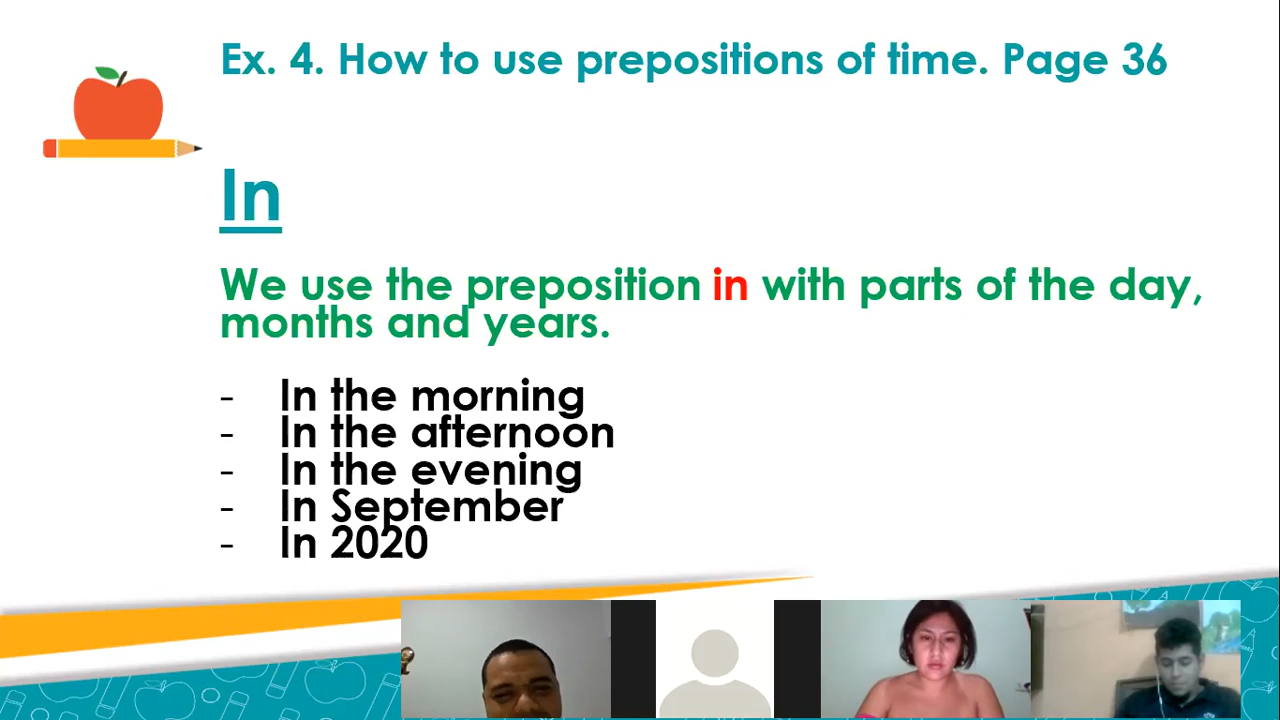 Ex. 4. How to use prepositions of time. Page 36
In
We use the preposition in with parts of the day,
months and years.
- In the morning
- In the afternoon
- In the evening
- In September
- In 2020